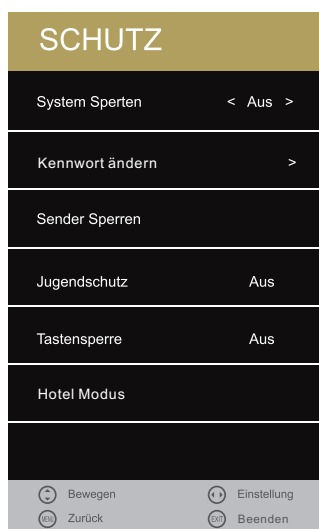 SCHUTZ
System Sperten < Aus >
Kennwort ändern >
Sender Sperren
Jugendschutz Aus
Tastensperre Aus
Hotel Modus
Bewegen Einstellung
MENU Zurück EXIT Beenden